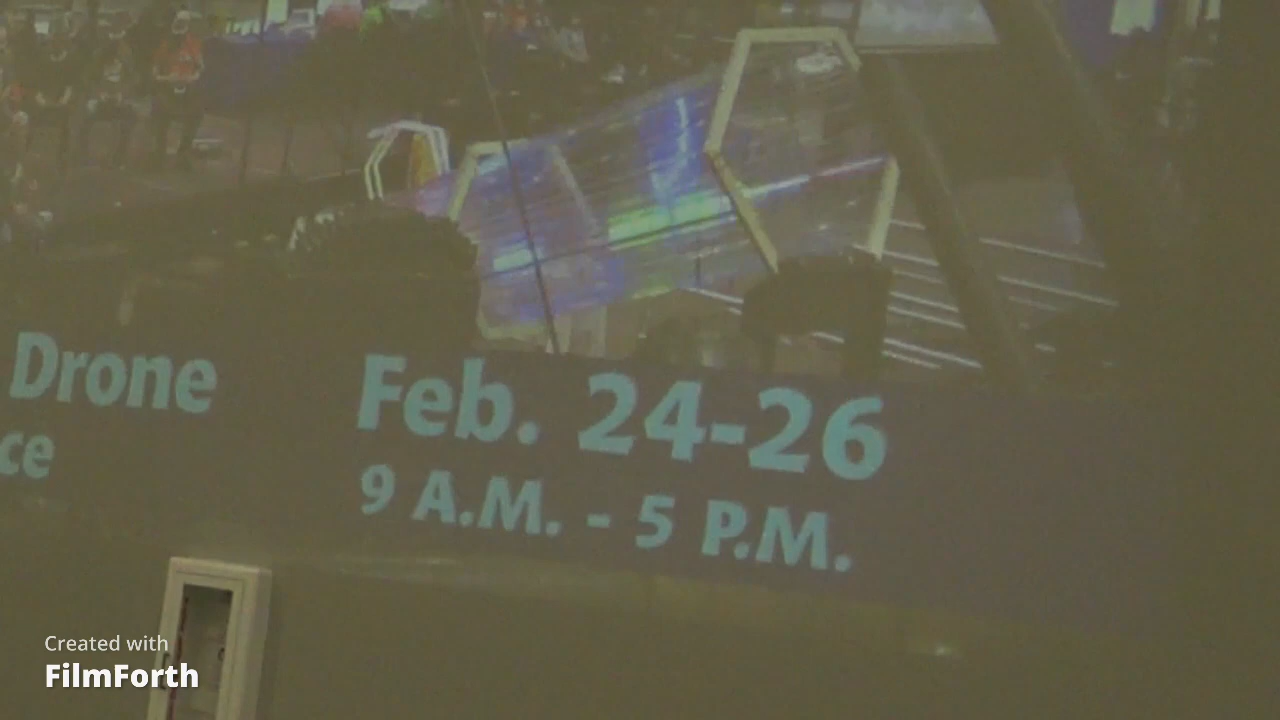 Drone
ce
Feb. 24-26
9 A.M. - 5 P.M.
Created with
FilmForth